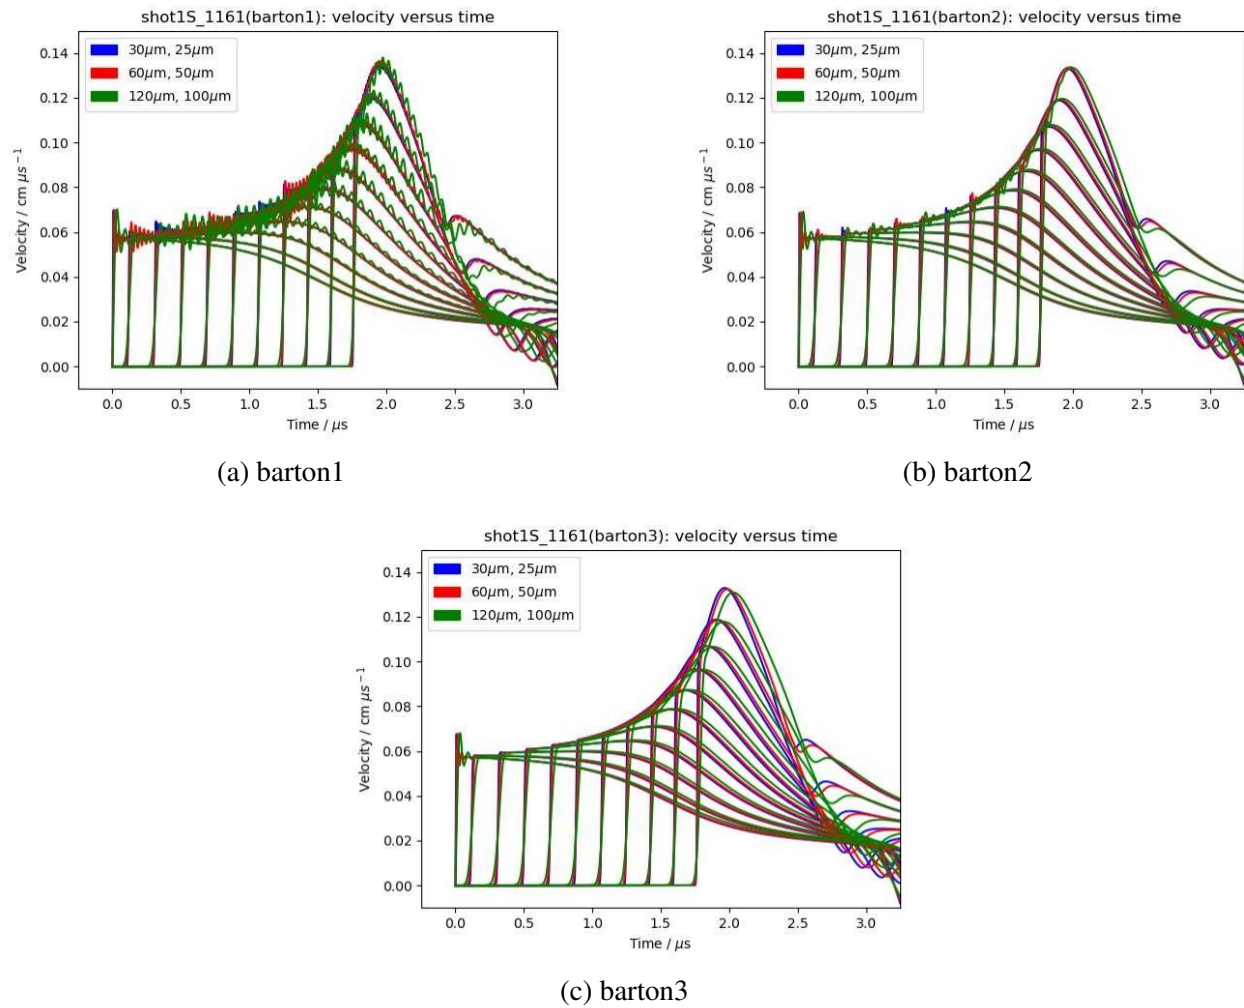 shot1S_1161(barton1): velocity versus time
30μm, 25μm
60μm, 50μm
120μm, 100μm
Velocity / cm μs⁻¹
0.14
0.12
0.10
0.08
0.06
0.04
0.02
0.00
0.0 0.5 1.0 1.5 2.0 2.5 3.0
Time / μs
(a) barton1
shot1S_1161(barton2): velocity versus time
30μm, 25μm
60μm, 50μm
120μm, 100μm
Velocity / cm μs⁻¹
0.14
0.12
0.10
0.08
0.06
0.04
0.02
0.00
0.0 0.5 1.0 1.5 2.0 2.5 3.0
Time / μs
(b) barton2
shot1S_1161(barton3): velocity versus time
30μm, 25μm
60μm, 50μm
120μm, 100μm
Velocity / cm μs⁻¹
0.14
0.12
0.10
0.08
0.06
0.04
0.02
0.00
0.0 0.5 1.0 1.5 2.0 2.5 3.0
Time / μs
(c) barton3